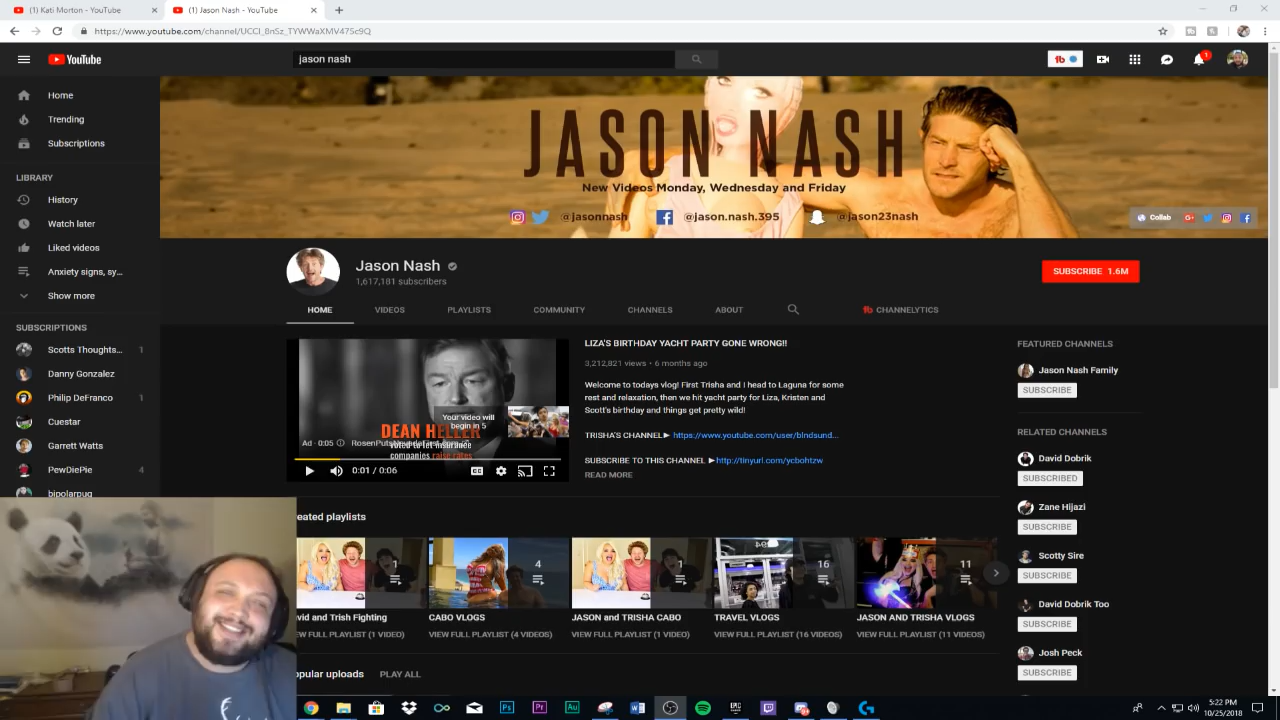 (1) Kati Morton - YouTube
(1) Jason Nash - YouTube
https://www.youtube.com/channel/UCCI_8nSz_TYWWaXMV475c9Q
YouTube
jason nash
1
Home
Trending
Subscriptions
LIBRARY
History
Watch later
Liked videos
Anxiety signs, sy...
Show more
SUBSCRIPTIONS
Scotts Thoughts... 1
Danny Gonzalez
Philip DeFranco 1
Cuestar
Garrett Watts
PewDiePie 4
bipolarpug
JASON NASH
New Videos Monday, Wednesday and Friday
@jasonnash @jason.nash.395 @jason23nash
Collab
Jason Nash
1,617,181 subscribers
SUBSCRIBE 1.6M
HOME VIDEOS PLAYLISTS COMMUNITY CHANNELS ABOUT CHANNELYTICS
Your video will
begin in 5
DEAN HELLER
Ad · 0:05
companies raise rates
0:01 / 0:06
LIZA'S BIRTHDAY YACHT PARTY GONE WRONG!!
3,212,821 views • 6 months ago
Welcome to todays vlog! First Trisha and I head to Laguna for some
rest and relaxation, then we hit yacht party for Liza, Kristen and
Scott's birthday and things get pretty wild!
TRISHA'S CHANNEL► https://www.youtube.com/user/blndsund...
SUBSCRIBE TO THIS CHANNEL ►http://tinyurl.com/ycbohtzw
READ MORE
FEATURED CHANNELS
Jason Nash Family
SUBSCRIBE
RELATED CHANNELS
David Dobrik
SUBSCRIBED
Zane Hijazi
SUBSCRIBE
Scotty Sire
SUBSCRIBE
David Dobrik Too
SUBSCRIBE
Josh Peck
SUBSCRIBE
eated playlists
1
4
1
16
11
vid and Trish Fighting
EW FULL PLAYLIST (1 VIDEO)
CABO VLOGS
VIEW FULL PLAYLIST (4 VIDEOS)
JASON and TRISHA CABO
VIEW FULL PLAYLIST (1 VIDEO)
TRAVEL VLOGS
VIEW FULL PLAYLIST (16 VIDEOS)
JASON AND TRISHA VLOGS
VIEW FULL PLAYLIST (11 VIDEOS)
opular uploads PLAY ALL
5:22 PM
10/25/2018